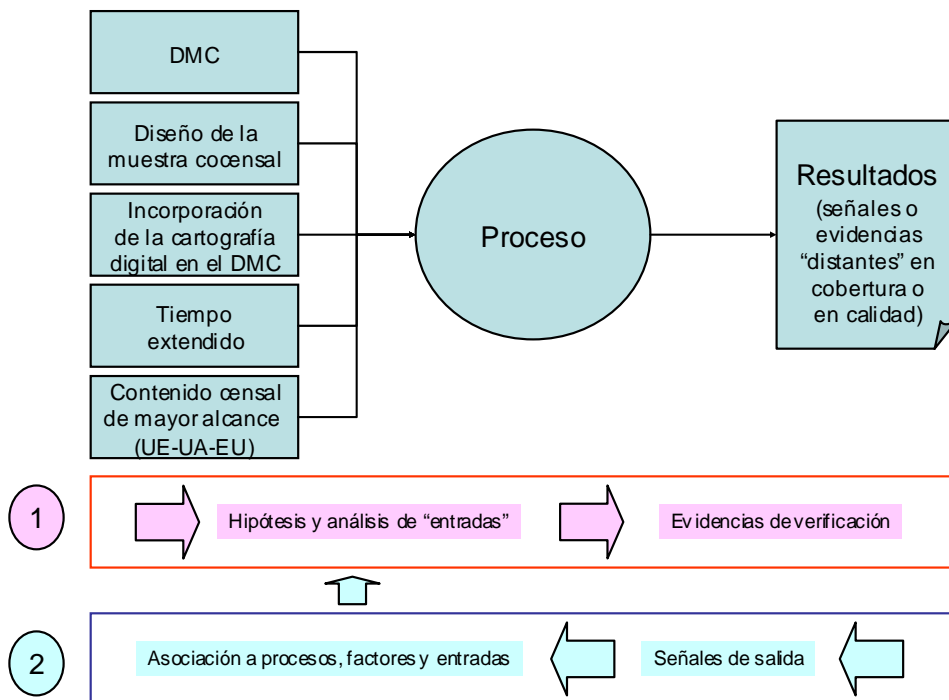 DMC
Diseño de la
muestra cocensal
Incorporación
de la cartografía
digital en el DMC
Tiempo
extendido
Contenido censal
de mayor alcance
(UE-UA-EU)
Proceso
Resultados
(señales o
evidencias
“distantes” en
cobertura o
en calidad)
1
Hipótesis y análisis de “entradas”
Evidencias de verificación
2
Asociación a procesos, factores y entradas
Señales de salida